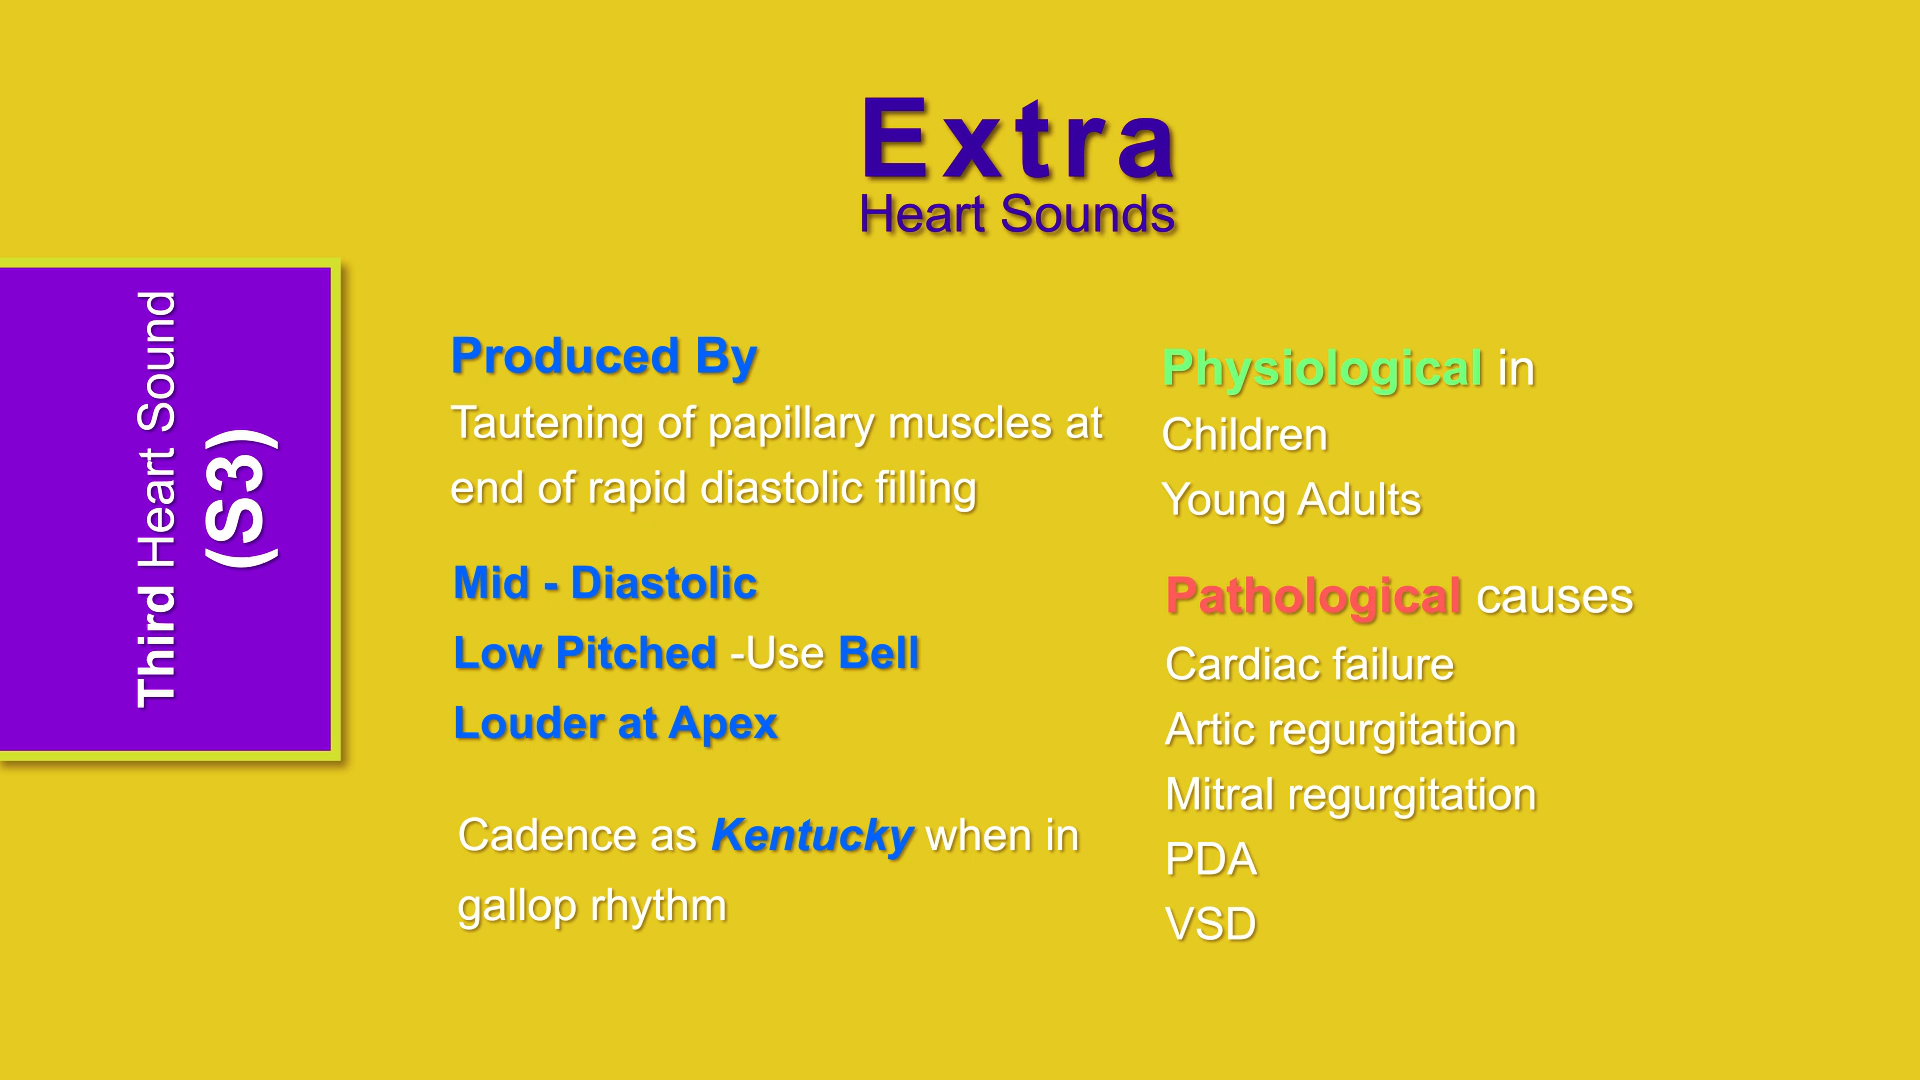 Extra
Heart Sounds
Third Heart Sound
(S3)
Produced By
Tautening of papillary muscles at
end of rapid diastolic filling
Mid - Diastolic
Low Pitched -Use Bell
Louder at Apex
Cadence as Kentucky when in
gallop rhythm
Physiological in
Children
Young Adults
Pathological causes
Cardiac failure
Artic regurgitation
Mitral regurgitation
PDA
VSD